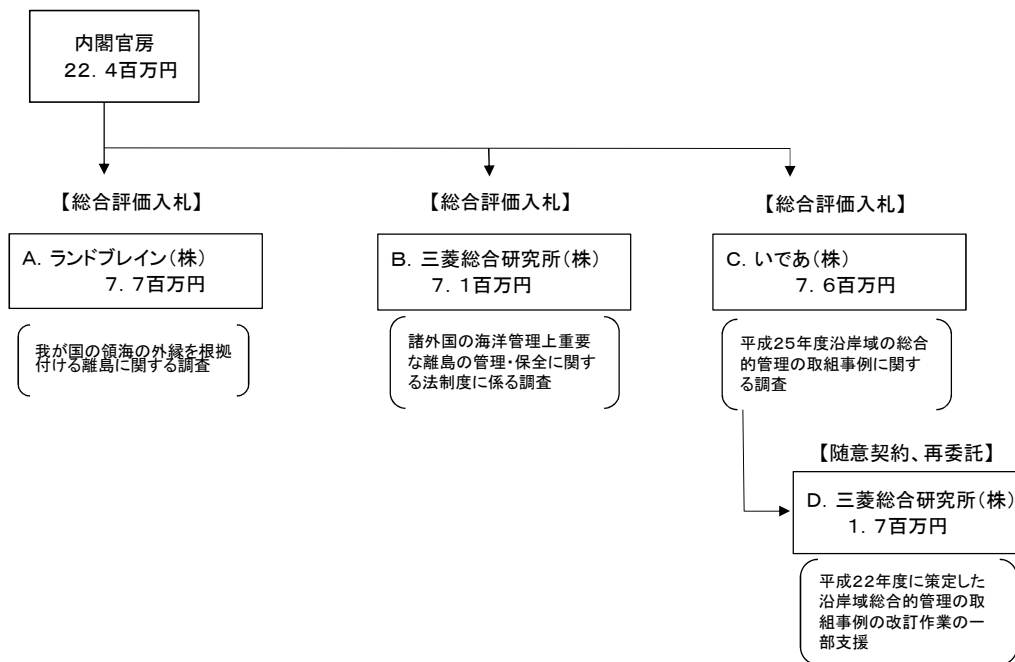 内閣官房
22.4百万円
【総合評価入札】
A. ランドブレイン(株)
7.7百万円
我が国の領海の外縁を根拠
付ける離島に関する調査
【総合評価入札】
B. 三菱総合研究所(株)
7.1百万円
諸外国の海洋管理上重要
な離島の管理・保全に関す
る法制度に係る調査
【総合評価入札】
C. いであ(株)
7.6百万円
平成25年度沿岸域の総合
的管理の取組事例に関す
る調査
【随意契約、再委託】
D. 三菱総合研究所(株)
1.7百万円
平成22年度に策定した
沿岸域総合的管理の取
組事例の改訂作業の一
部支援